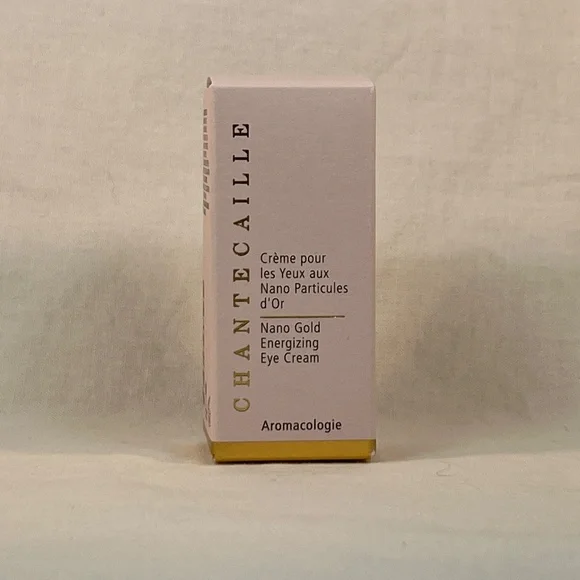 CHANTECAILLE
Crème pour
les Yeux aux
Nano Particules
d'Or
Nano Gold
Energizing
Eye Cream
Aromacologie